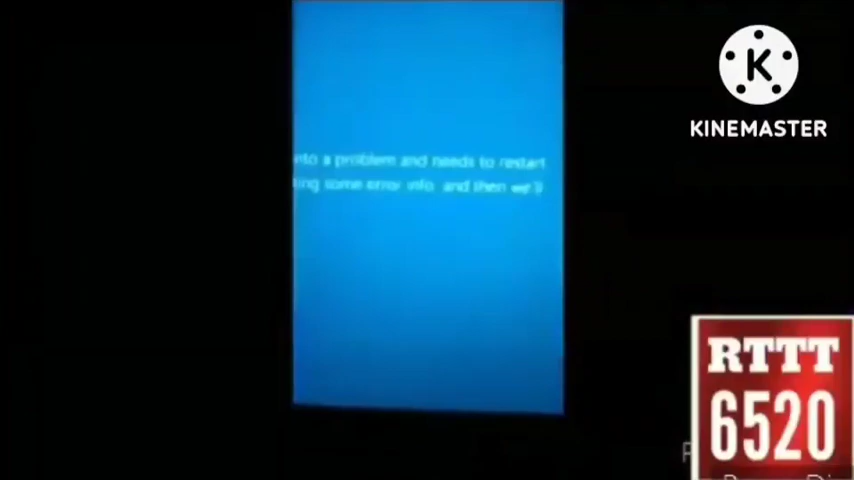 KINEMASTER
nto a problem and needs to restart
ting some error info and then we'll
RTTT
6520